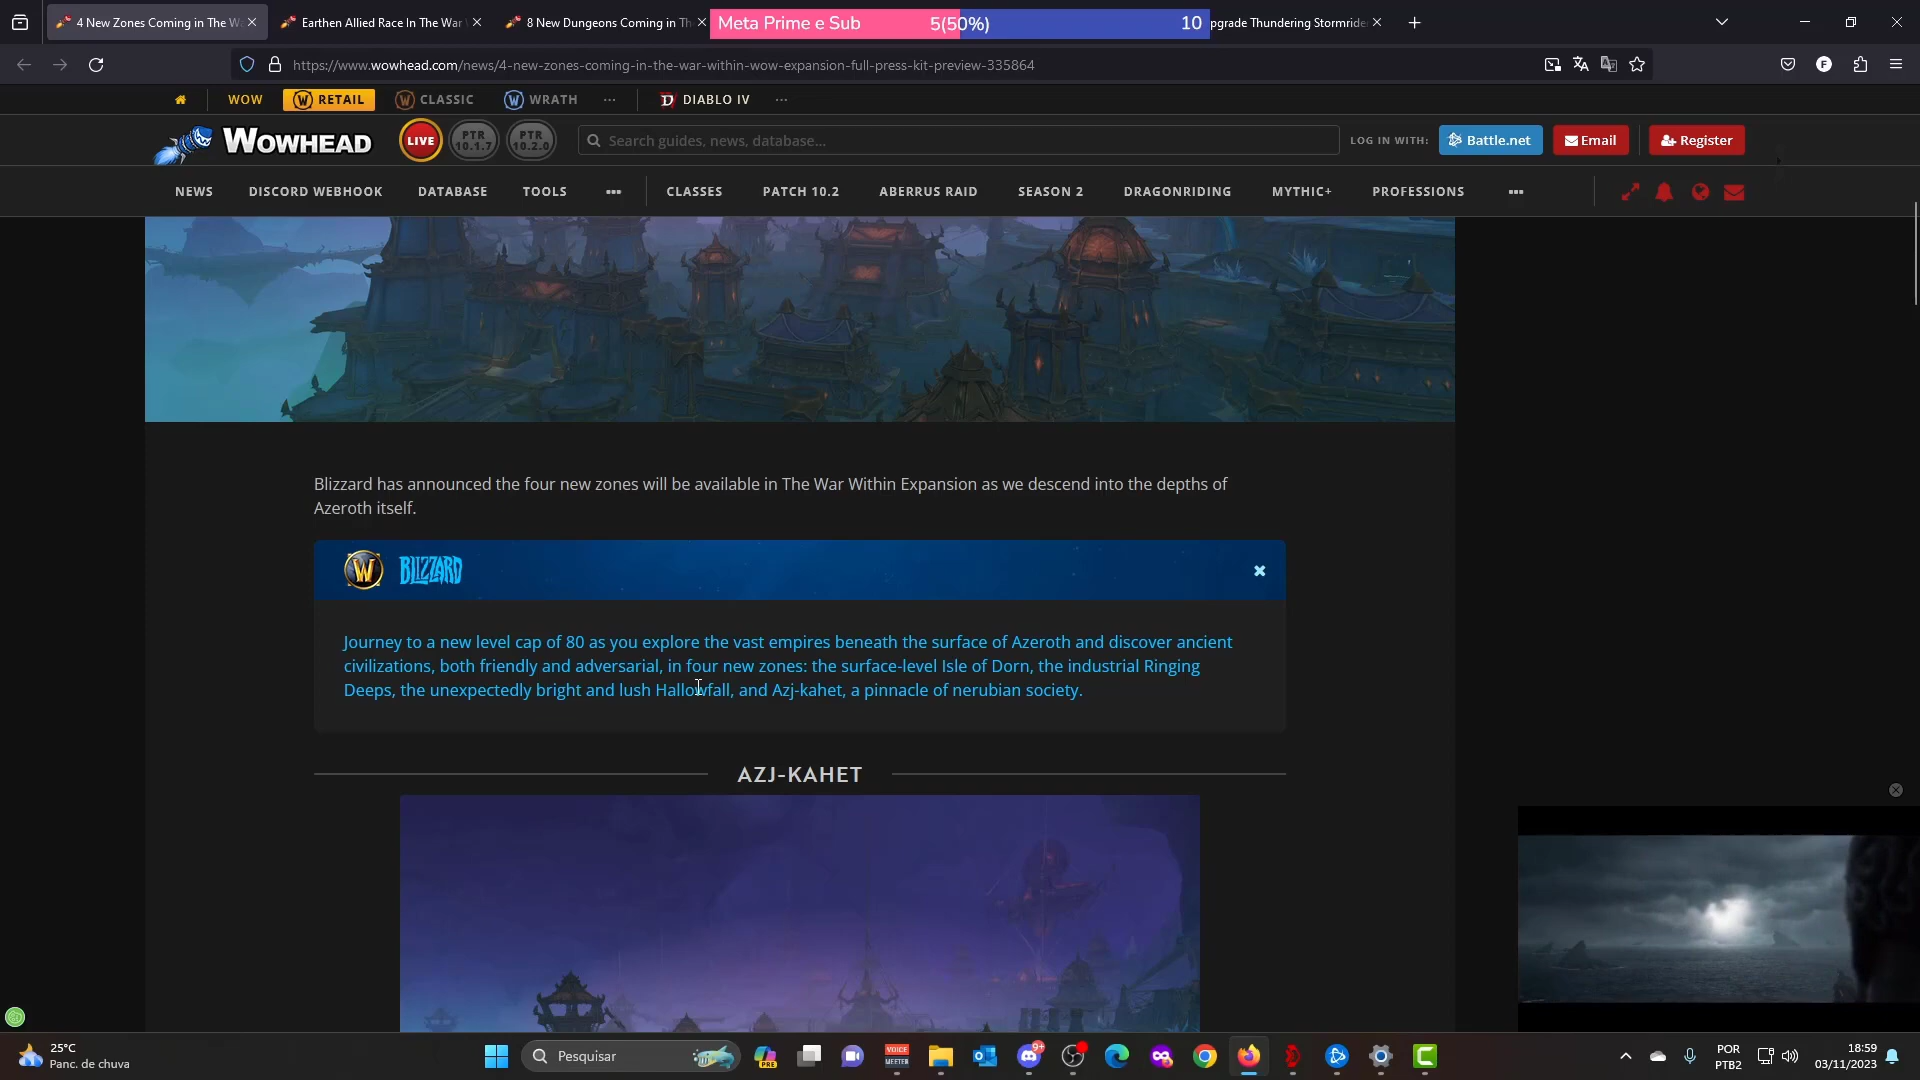 4 New Zones Coming in The W
Earthen Allied Race In The War
8 New Dungeons Coming in Th
Meta Prime e Sub 5(50%) 10
pgrade Thundering Stormride
https://www.wowhead.com/news/4-new-zones-coming-in-the-war-within-wow-expansion-full-press-kit-preview-335864
F
WOW RETAIL CLASSIC WRATH DIABLO IV
WOWHEAD
LIVE
PTR 10.1.7
PTR 10.2.0
Search guides, news, database...
LOG IN WITH: Battle.net Email Register
NEWS DISCORD WEBHOOK DATABASE TOOLS CLASSES PATCH 10.2 ABERRUS RAID SEASON 2 DRAGONRIDING MYTHIC+ PROFESSIONS
Blizzard has announced the four new zones will be available in The War Within Expansion as we descend into the depths of
Azeroth itself.
W BLIZZARD
Journey to a new level cap of 80 as you explore the vast empires beneath the surface of Azeroth and discover ancient
civilizations, both friendly and adversarial, in four new zones: the surface-level Isle of Dorn, the industrial Ringing
Deeps, the unexpectedly bright and lush Hallowfall, and Azj-kahet, a pinnacle of nerubian society.
AZJ-KAHET
25°C
Panc. de chuva
Pesquisar
PRE
VOICE MEETER
9+
POR
PTB2
18:59
03/11/2023